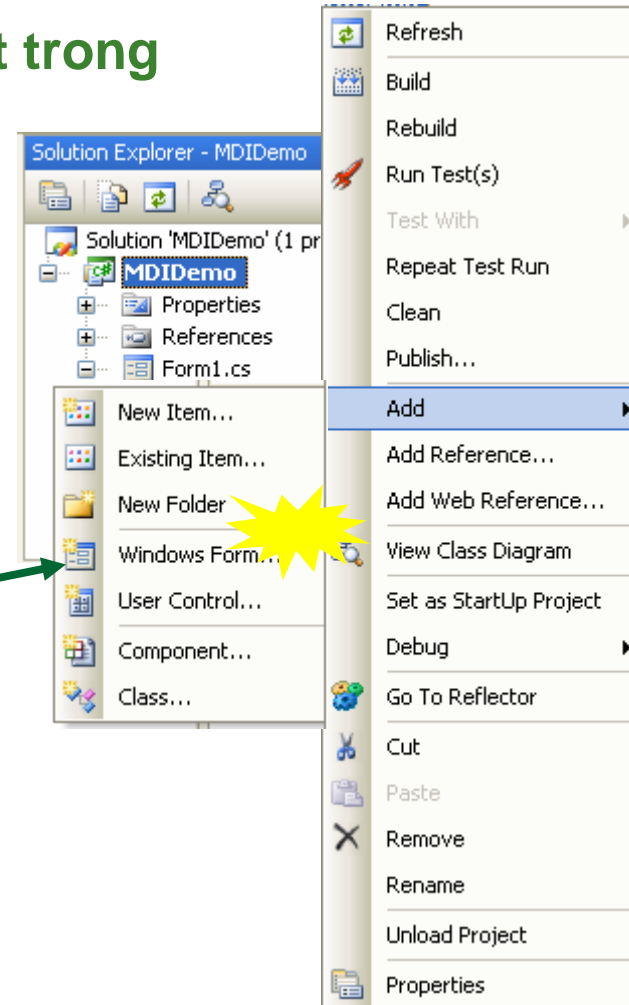 t trong
Solution Explorer - MDIDemo
Solution 'MDIDemo' (1 pr
MDIDemo
Properties
References
Form1.cs
New Item...
Existing Item...
New Folder
Windows Form...
User Control...
Component...
Class...
Refresh
Build
Rebuild
Run Test(s)
Test With
Repeat Test Run
Clean
Publish...
Add
Add Reference...
Add Web Reference...
View Class Diagram
Set as StartUp Project
Debug
Go To Reflector
Cut
Paste
Remove
Rename
Unload Project
Properties